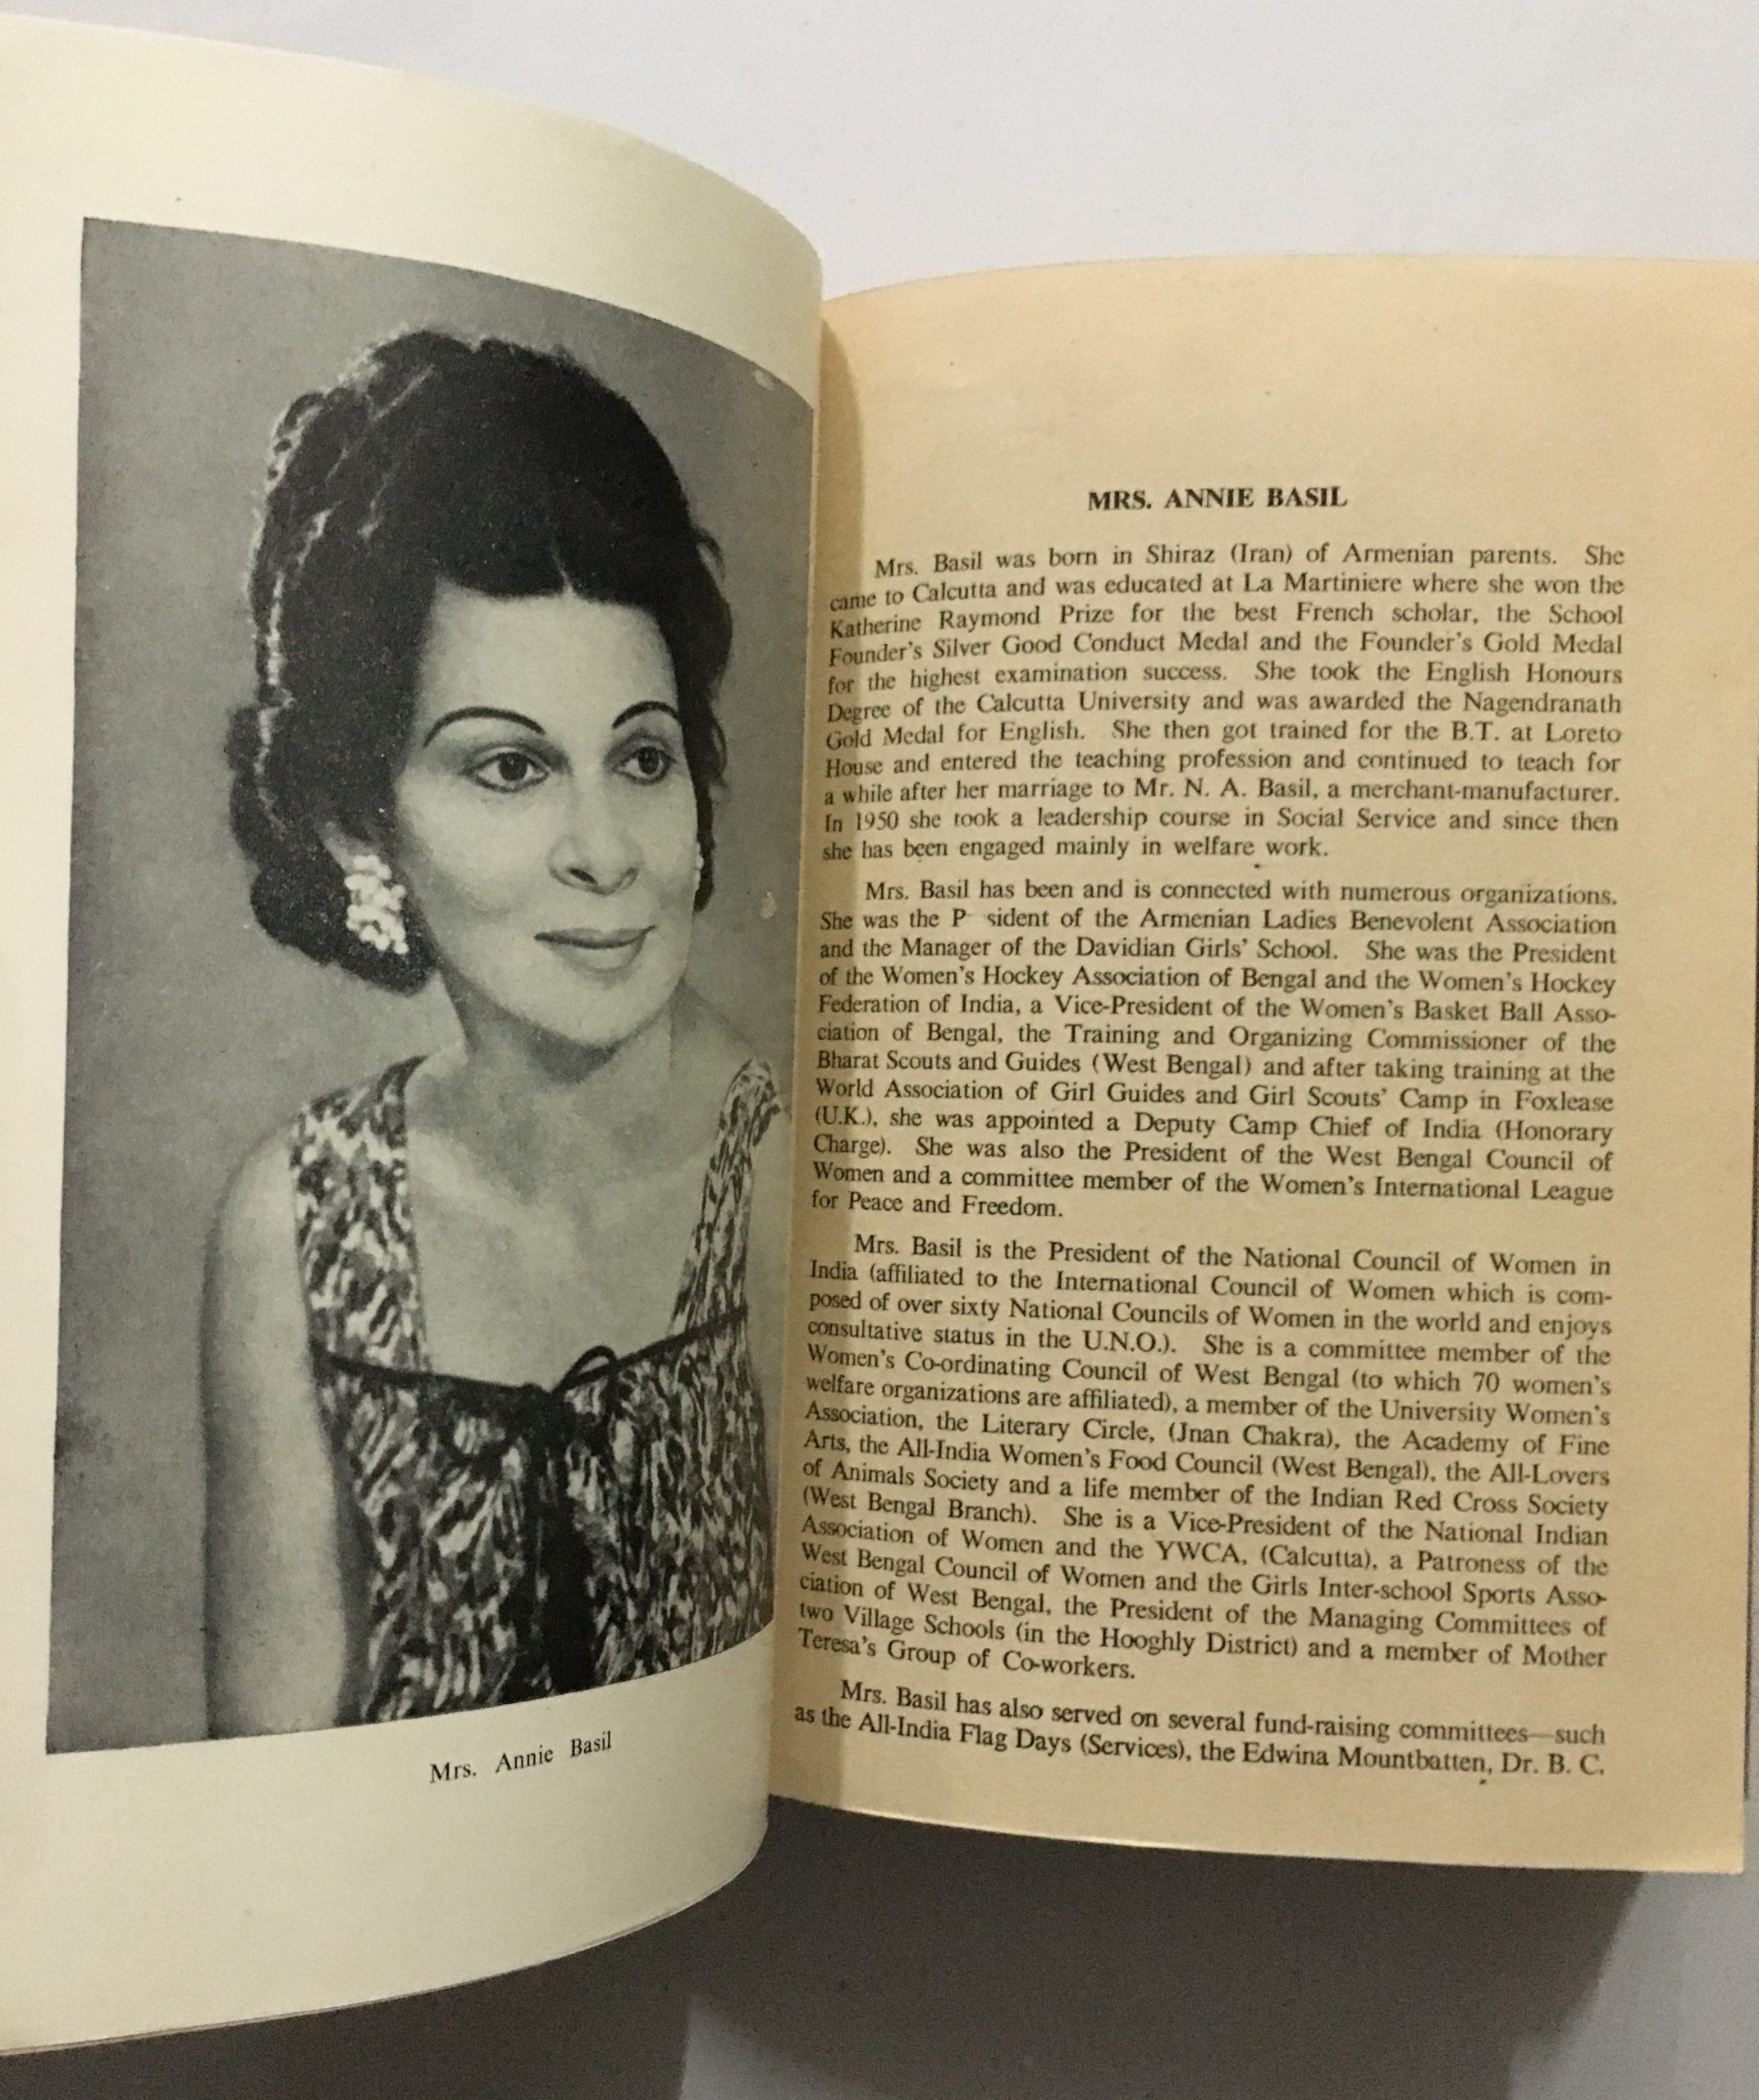 Mrs. Annie Basil
MRS. ANNIE BASIL
Mrs. Basil was born in Shiraz (Iran) of Armenian parents. She
came to Calcutta and was educated at La Martiniere where she won the
Katherine Raymond Prize for the best French scholar, the School
Founder's Silver Good Conduct Medal and the Founder's Gold Medal
for the highest examination success. She took the English Honours
Degree of the Calcutta University and was awarded the Nagendranath
Gold Medal for English. She then got trained for the B.T. at Loreto
House and entered the teaching profession and continued to teach for
a while after her marriage to Mr. N. A. Basil, a merchant-manufacturer.
In 1950 she took a leadership course in Social Service and since then
she has been engaged mainly in welfare work.
Mrs. Basil has been and is connected with numerous organizations.
She was the P sident of the Armenian Ladies Benevolent Association
and the Manager of the Davidian Girls' School. She was the President
of the Women's Hockey Association of Bengal and the Women's Hockey
Federation of India, a Vice-President of the Women's Basket Ball Asso-
ciation of Bengal, the Training and Organizing Commissioner of the
Bharat Scouts and Guides (West Bengal) and after taking training at the
World Association of Girl Guides and Girl Scouts' Camp in Foxlease
(U.K.), she was appointed a Deputy Camp Chief of India (Honorary
Charge). She was also the President of the West Bengal Council of
Women and a committee member of the Women's International League
for Peace and Freedom.
Mrs. Basil is the President of the National Council of Women in
India (affiliated to the International Council of Women which is com-
posed of over sixty National Councils of Women in the world and enjoys
consultative status in the U.N.O.). She is a committee member of the
Women's Co-ordinating Council of West Bengal (to which 70 women's
welfare organizations are affiliated), a member of the University Women's
Association, the Literary Circle, (Jnan Chakra), the Academy of Fine
Arts, the All-India Women's Food Council (West Bengal), the All-Lovers
of Animals Society and a life member of the Indian Red Cross Society
(West Bengal Branch). She is a Vice-President of the National Indian
Association of Women and the YWCA, (Calcutta), a Patroness of the
West Bengal Council of Women and the Girls Inter-school Sports Asso-
ciation of West Bengal, the President of the Managing Committees of
two Village Schools (in the Hooghly District) and a member of Mother
Teresa's Group of Co-workers.
Mrs. Basil has also served on several fund-raising committees—such
as the All-India Flag Days (Services), the Edwina Mountbatten, Dr. B. C.